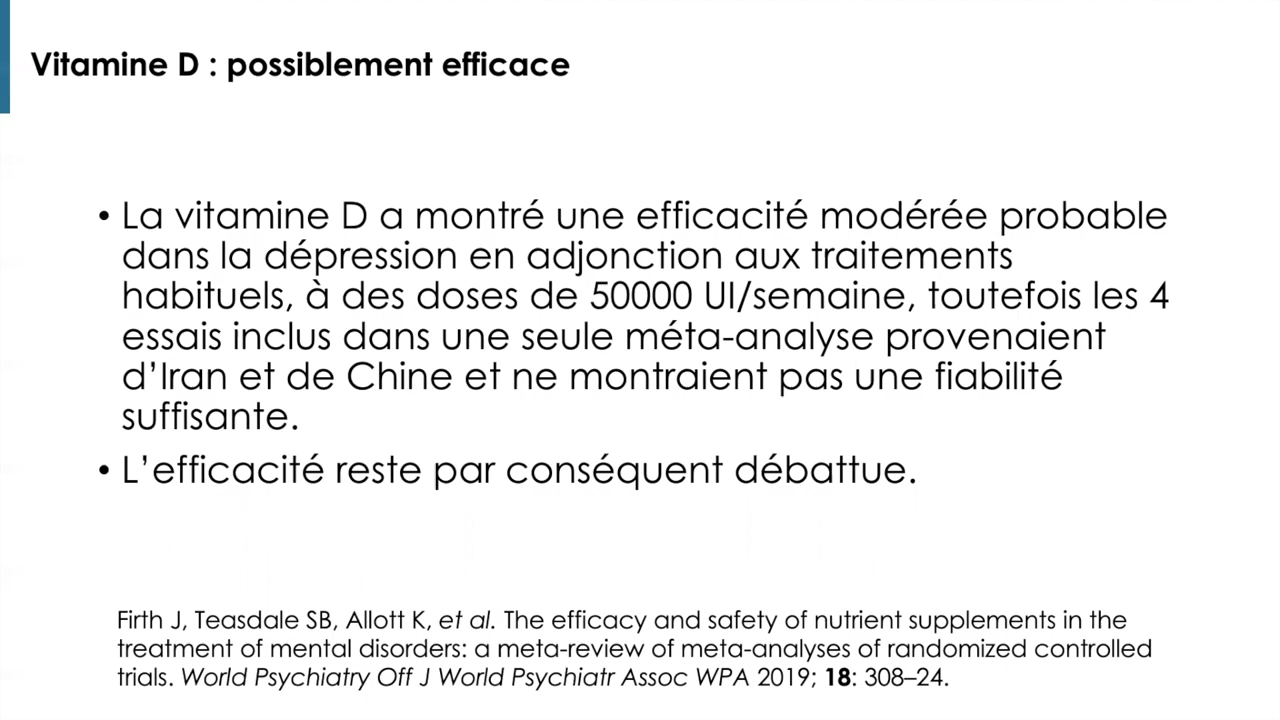 Vitamine D : possiblement efficace
• La vitamine D a montré une efficacité modérée probable
dans la dépression en adjonction aux traitements
habituels, à des doses de 50000 UI/semaine, toutefois les 4
essais inclus dans une seule méta-analyse provenaient
d’Iran et de Chine et ne montraient pas une fiabilité
suffisante.
• L’efficacité reste par conséquent débattue.
Firth J, Teasdale SB, Allott K, et al. The efficacy and safety of nutrient supplements in the
treatment of mental disorders: a meta-review of meta-analyses of randomized controlled
trials. World Psychiatry Off J World Psychiatr Assoc WPA 2019; 18: 308–24.